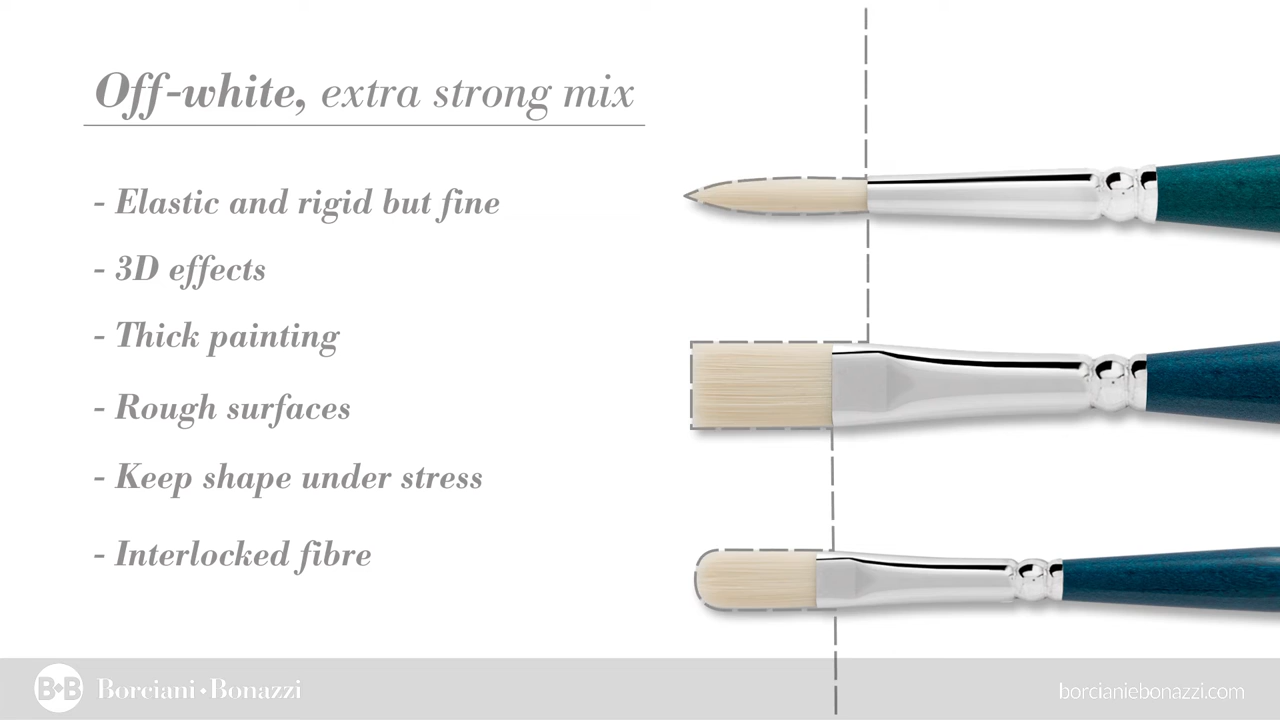 Off-white, extra strong mix
- Elastic and rigid but fine
- 3D effects
- Thick painting
- Rough surfaces
- Keep shape under stress
- Interlocked fibre
B•B Borciani•Bonazzi
borcianiebonazzi.com